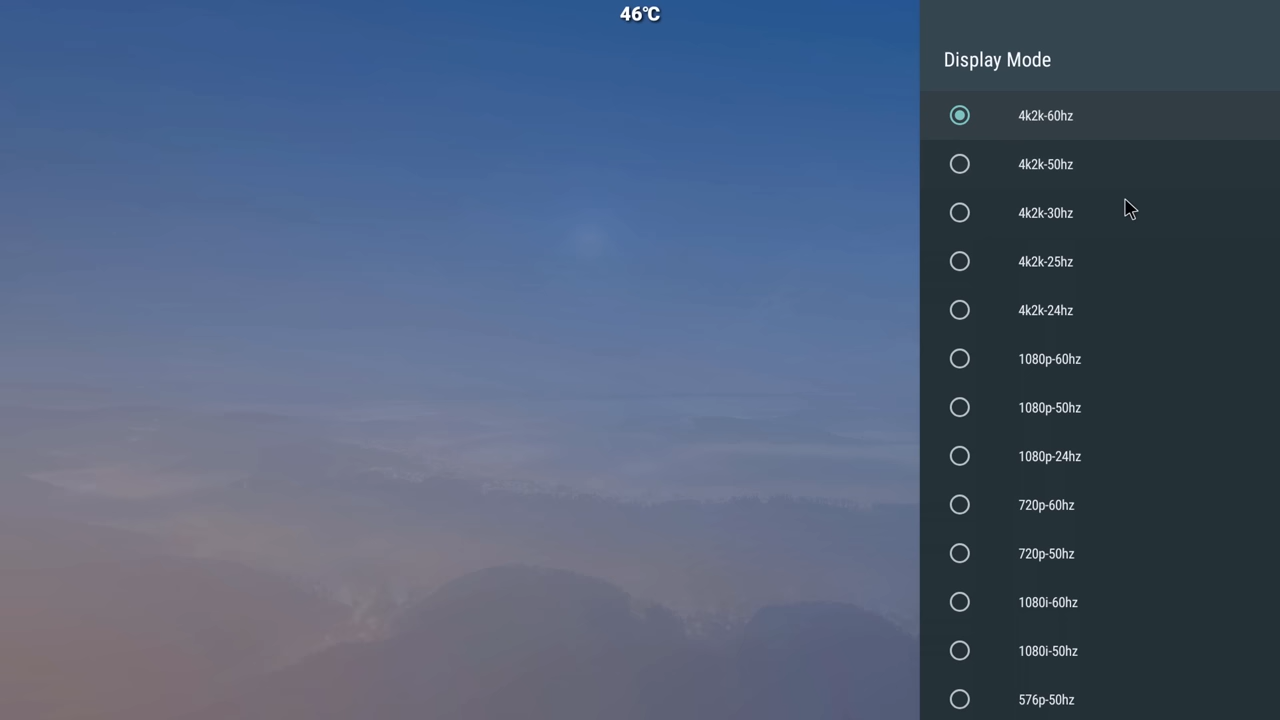 46°C
Display Mode
4k2k-60hz
4k2k-50hz
4k2k-30hz
4k2k-25hz
4k2k-24hz
1080p-60hz
1080p-50hz
1080p-24hz
720p-60hz
720p-50hz
1080i-60hz
1080i-50hz
576p-50hz